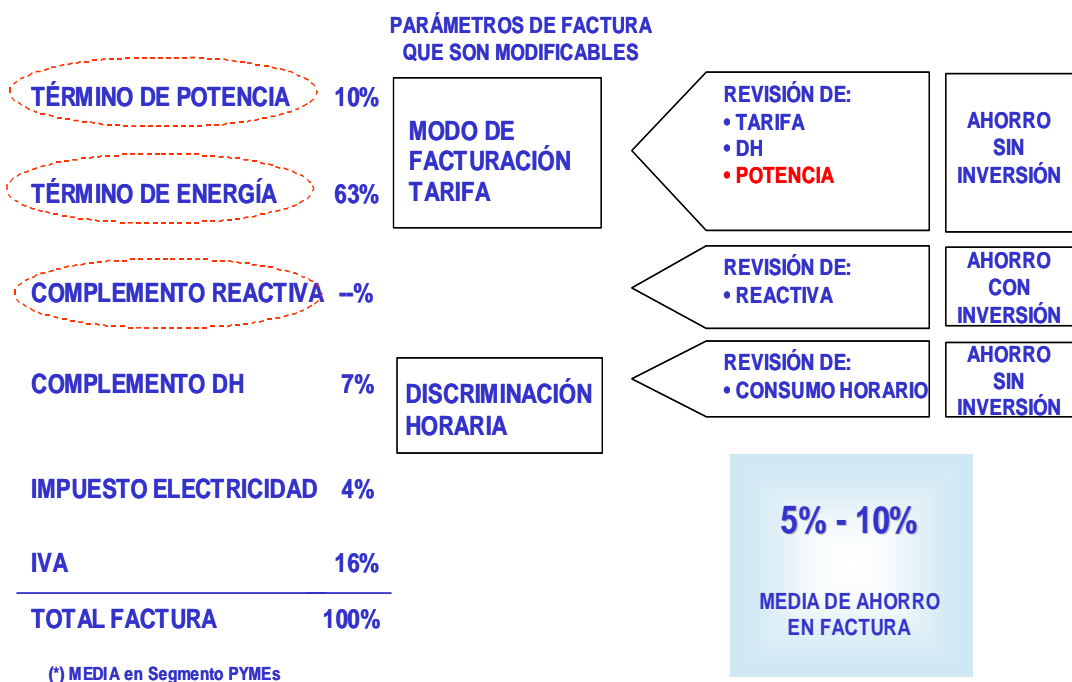 PARÁMETROS DE FACTURA
QUE SON MODIFICABLES
TÉRMINO DE POTENCIA 10%
TÉRMINO DE ENERGÍA 63%
COMPLEMENTO REACTIVA --%
COMPLEMENTO DH 7%
IMPUESTO ELECTRICIDAD 4%
IVA 16%
TOTAL FACTURA 100%
(*) MEDIA en Segmento PYMEs
MODO DE
FACTURACIÓN
TARIFA
DISCRIMINACIÓN
HORARIA
REVISIÓN DE:
• TARIFA
• DH
• POTENCIA
AHORRO
SIN
INVERSIÓN
REVISIÓN DE:
• REACTIVA
AHORRO
CON
INVERSIÓN
REVISIÓN DE:
• CONSUMO HORARIO
AHORRO
SIN
INVERSIÓN
5% - 10%
MEDIA DE AHORRO
EN FACTURA